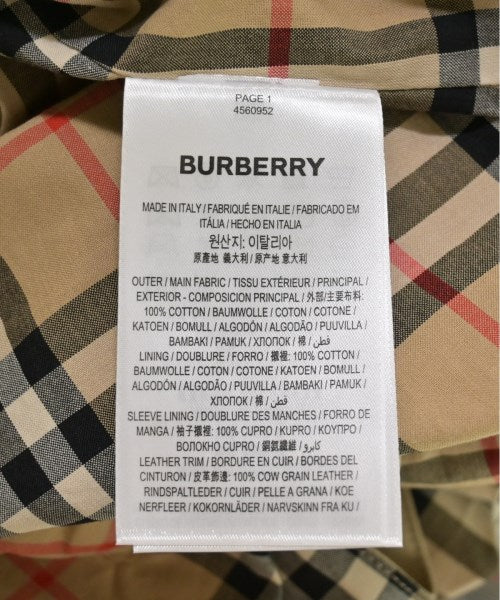 PAGE 1
4560952
BURBERRY
MADE IN ITALY / FABRIQUÉ EN ITALIE / FABRICADO EM
ITÁLIA / HECHO EN ITALIA
원산지: 이탈리아
原產地 義大利 / 原产地 意大利
OUTER / MAIN FABRIC / TISSU EXTÉRIEUR / PRINCIPAL /
EXTERIOR - COMPOSICION PRINCIPAL / 外部/主要布料:
100% COTTON / BAUMWOLLE / COTON / COTONE /
KATOEN / BOMULL / ALGODÓN / ALGODÃO / PUUVILLA /
BAMBAKI / PAMUK / ХЛОПОК / 棉 / قطن /
LINING / DOUBLURE / FORRO / 襯裡: 100% COTTON /
BAUMWOLLE / COTON / COTONE / KATOEN / BOMULL /
ALGODÓN / ALGODÃO / PUUVILLA / BAMBAKI / PAMUK /
ХЛОПОК / 棉 / قطن /
SLEEVE LINING / DOUBLURE DES MANCHES / FORRO DE
MANGA / 袖子襯裡: 100% CUPRO / KUPRO / ΚΟΥΠΡΟ /
ВОЛОКНО CUPRO / 銅氨纖維 / كابرو /
LEATHER TRIM / BORDURE EN CUIR / BORDES DEL
CINTURON / 皮革飾邊: 100% COW GRAIN LEATHER /
RINDSPALTLEDER / CUIR / PELLE A GRANA / KOE
NERFLEER / KOKORNLÄDER / NARVSKINN FRA KU /